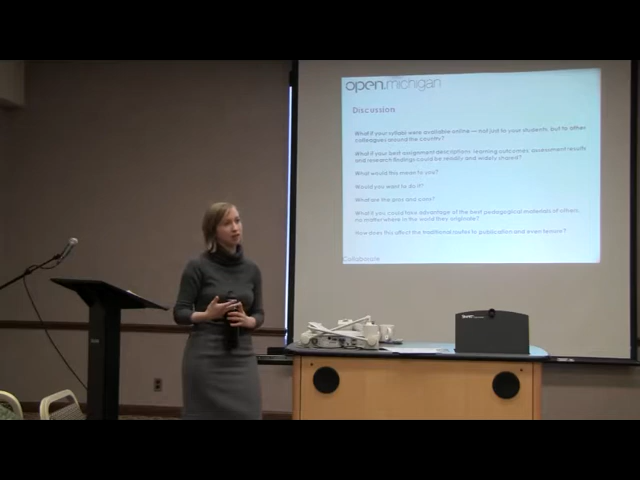 open.michigan
Discussion
What if your syllabi were available online — not just to your students, but to other
colleagues around the country?
What if your best assignment descriptions, learning outcomes, assessment results
and research findings could be readily and widely shared?
What would this mean to you?
Would you want to do it?
What are the pros and cons?
What if you could take advantage of the best pedagogical materials of others,
no matter where in the world they originate?
How does this affect the traditional routes to publication and even tenure?
Collaborate